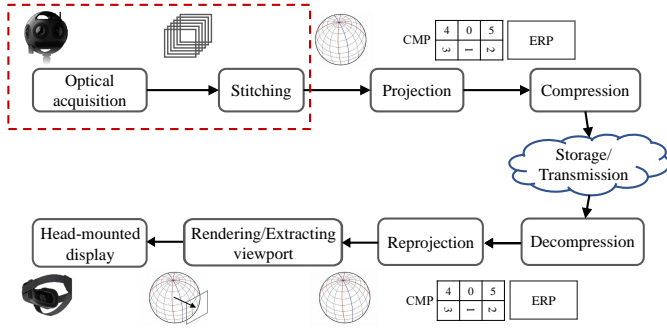 CMP
4 0 5
3 1 2
ERP
Optical
acquisition
Stitching
Projection
Compression
Storage/
Transmission
Head-mounted
display
Rendering/Extracting
viewport
Reprojection
Decompression
CMP
4 0 5
3 1 2
ERP